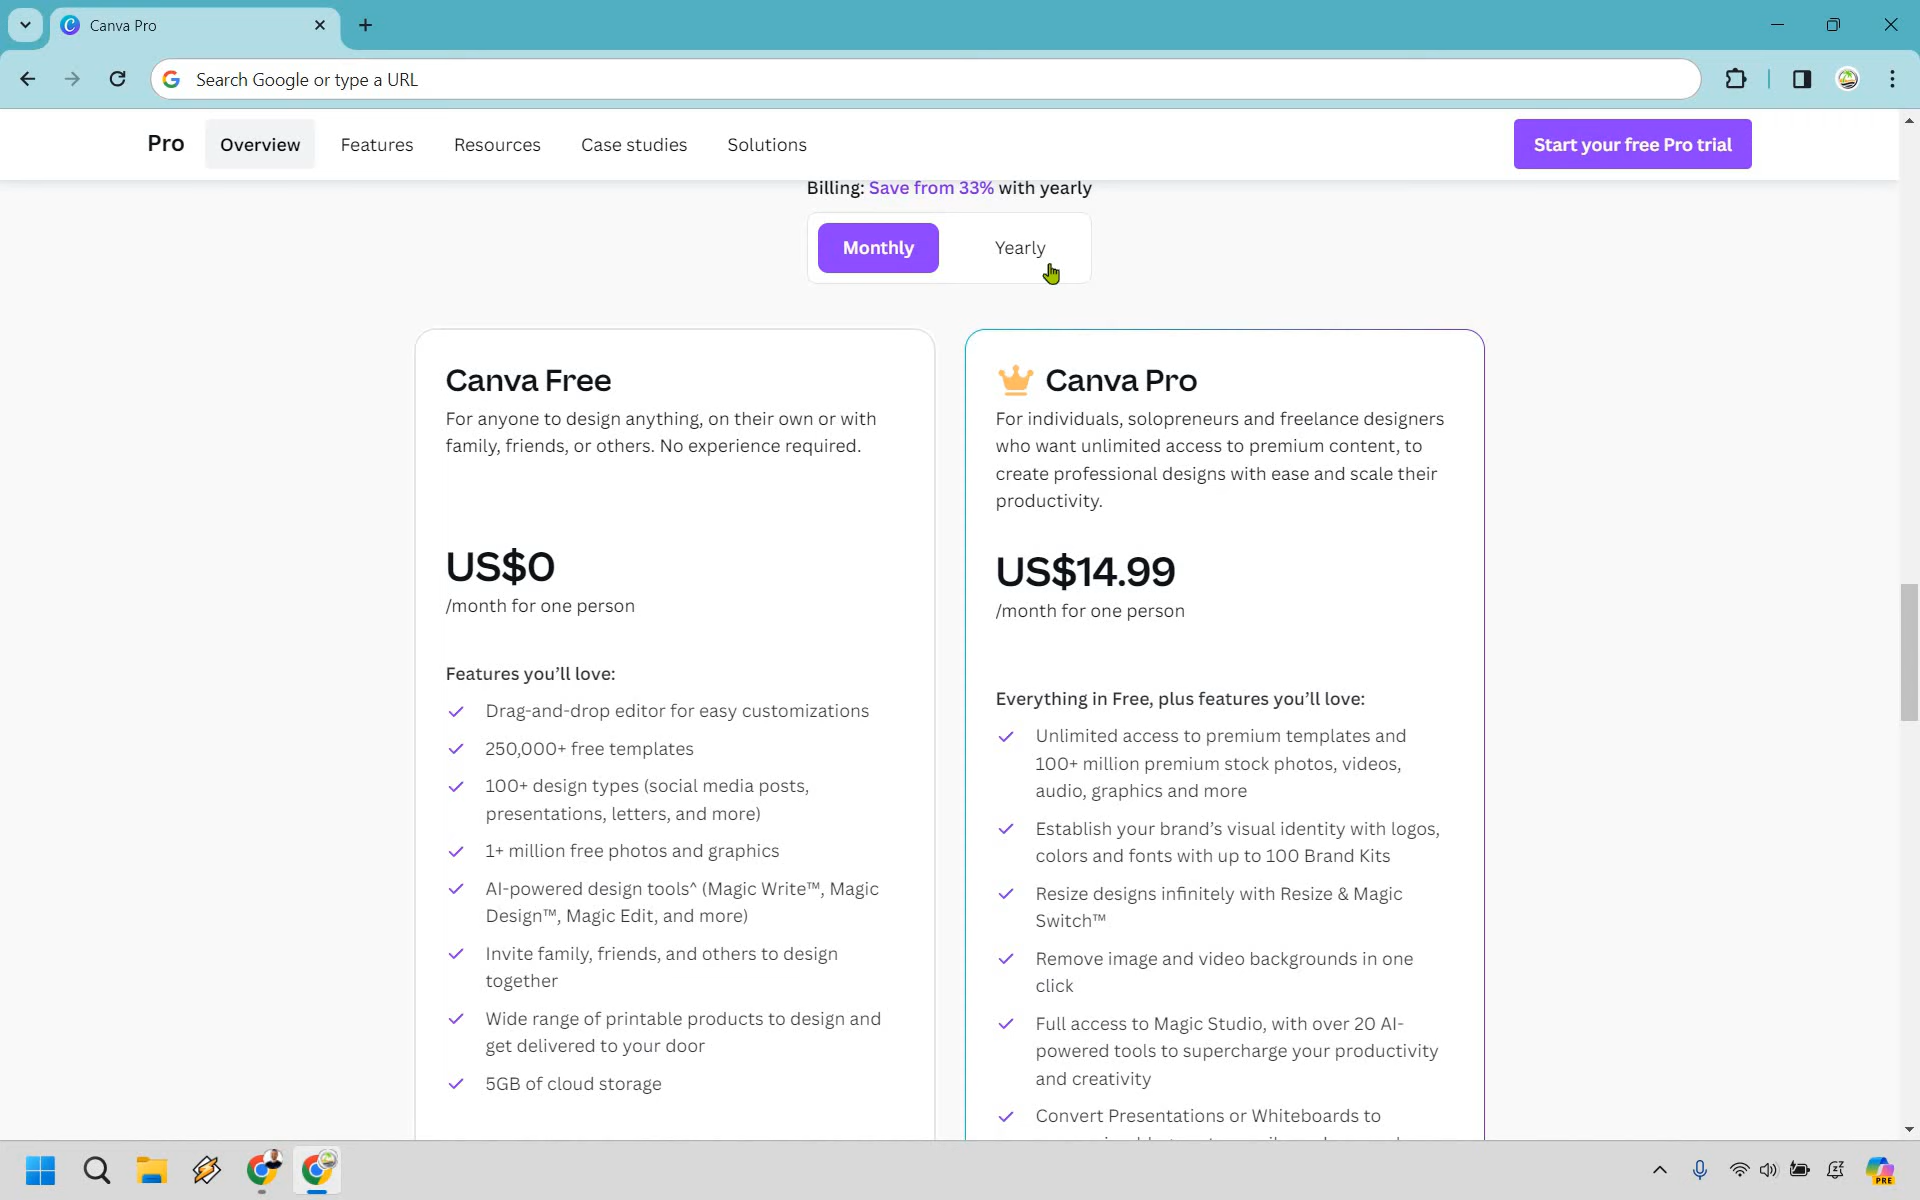 Canva Pro
Search Google or type a URL
Pro
Overview
Features
Resources
Case studies
Solutions
Start your free Pro trial
Billing: Save from 33% with yearly
Monthly
Yearly
Canva Free
For anyone to design anything, on their own or with
family, friends, or others. No experience required.
US$0
/month for one person
Features you’ll love:
Drag-and-drop editor for easy customizations
250,000+ free templates
100+ design types (social media posts,
presentations, letters, and more)
1+ million free photos and graphics
AI-powered design tools^ (Magic Write™, Magic
Design™, Magic Edit, and more)
Invite family, friends, and others to design
together
Wide range of printable products to design and
get delivered to your door
5GB of cloud storage
Canva Pro
For individuals, solopreneurs and freelance designers
who want unlimited access to premium content, to
create professional designs with ease and scale their
productivity.
US$14.99
/month for one person
Everything in Free, plus features you’ll love:
Unlimited access to premium templates and
100+ million premium stock photos, videos,
audio, graphics and more
Establish your brand’s visual identity with logos,
colors and fonts with up to 100 Brand Kits
Resize designs infinitely with Resize & Magic
Switch™
Remove image and video backgrounds in one
click
Full access to Magic Studio, with over 20 AI-
powered tools to supercharge your productivity
and creativity
Convert Presentations or Whiteboards to
PRE